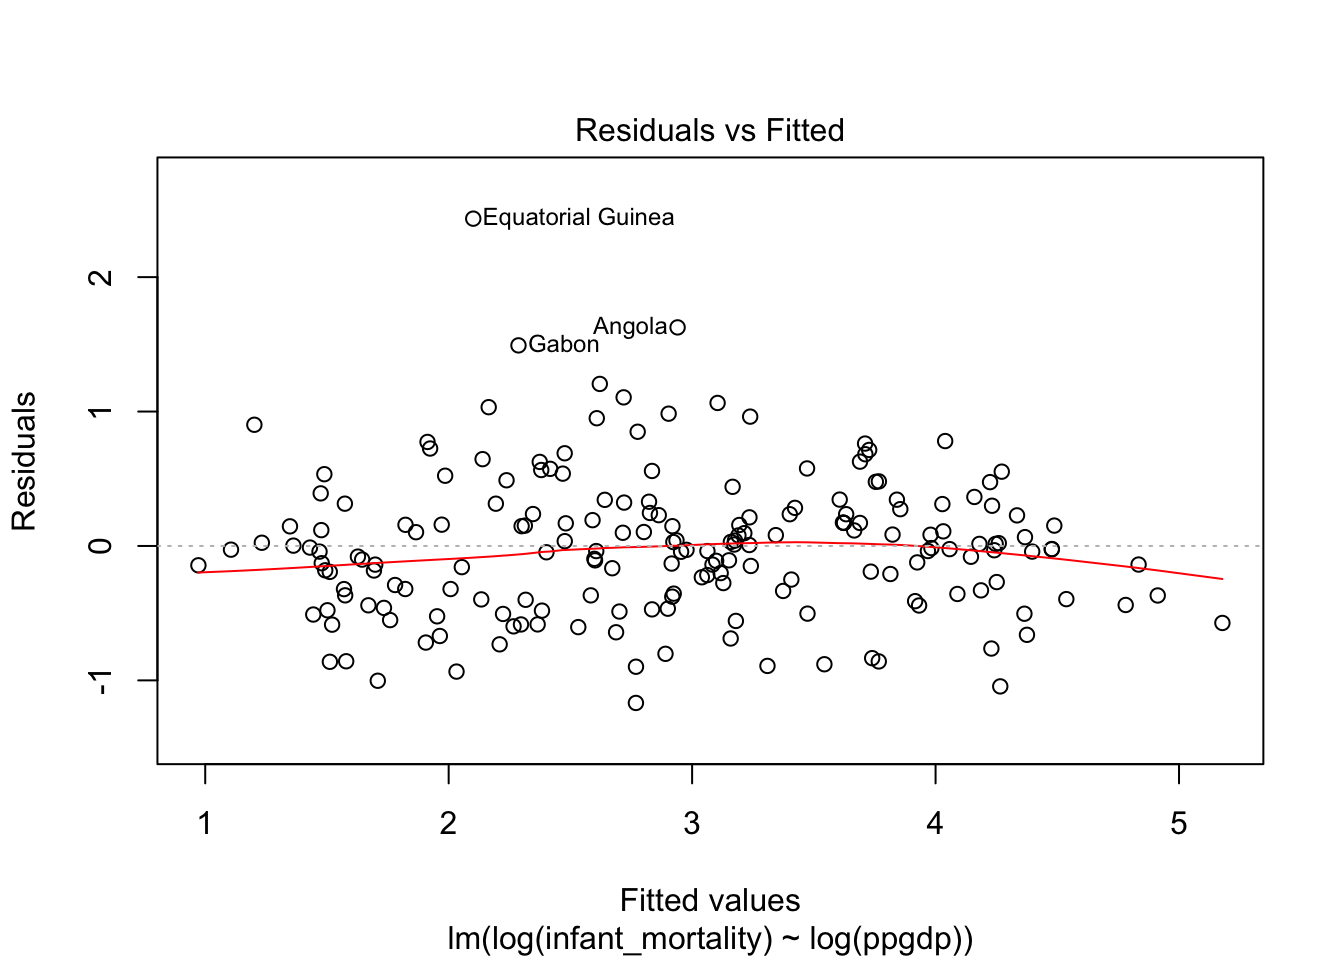 Residuals vs Fitted
Equatorial Guinea
Angola
Gabon
Residuals
2
1
0
-1
1 2 3 4 5
Fitted values
lm(log(infant_mortality) ~ log(ppgdp))